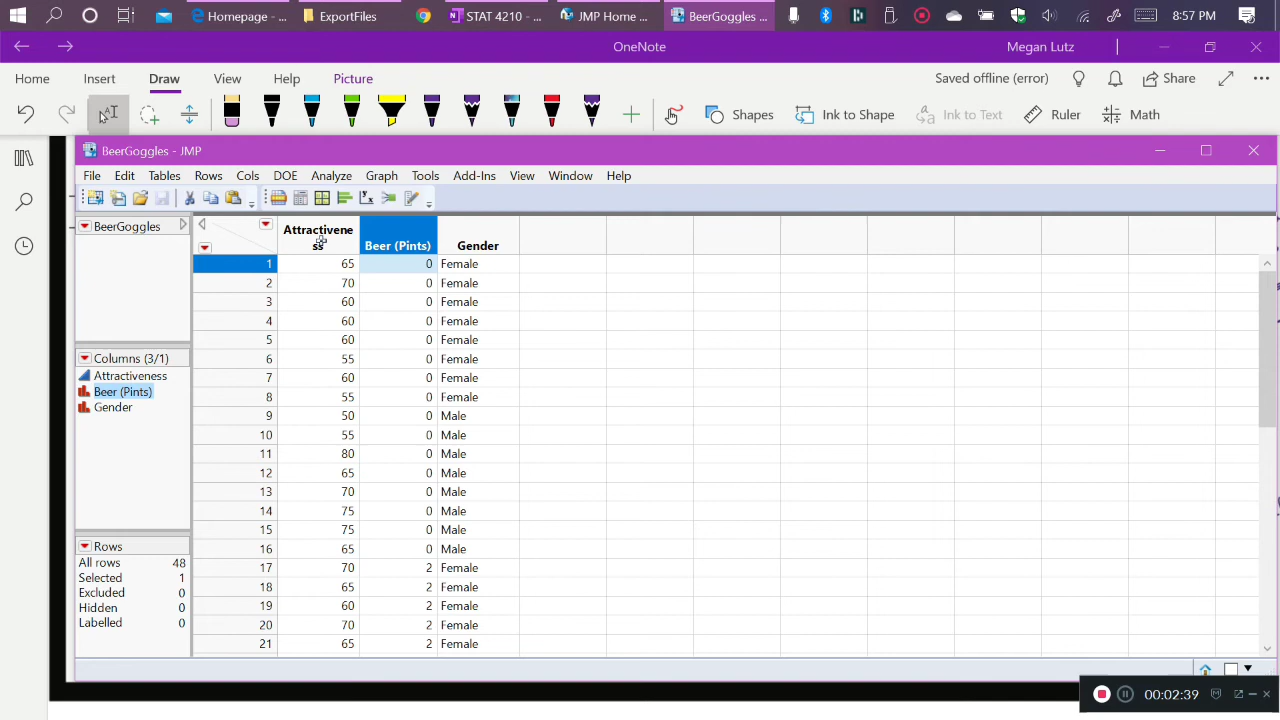 Homepage - ... ExportFiles STAT 4210 - ... JMP Home ... BeerGoggles ... 8:57 PM
OneNote Megan Lutz
Home Insert Draw View Help Picture Saved offline (error) Share
Shapes Ink to Shape Ink to Text Ruler Math
BeerGoggles - JMP
File Edit Tables Rows Cols DOE Analyze Graph Tools Add-Ins View Window Help
BeerGoggles
Attractivene
ss Beer (Pints) Gender
1 65 0 Female
2 70 0 Female
3 60 0 Female
4 60 0 Female
5 60 0 Female
Columns (3/1)
6 55 0 Female
Attractiveness
7 60 0 Female
Beer (Pints)
8 55 0 Female
Gender
9 50 0 Male
10 55 0 Male
11 80 0 Male
12 65 0 Male
13 70 0 Male
14 75 0 Male
15 75 0 Male
Rows
16 65 0 Male
All rows 48
17 70 2 Female
Selected 1
18 65 2 Female
Excluded 0
19 60 2 Female
Hidden 0
20 70 2 Female
Labelled 0
21 65 2 Female
00:02:39